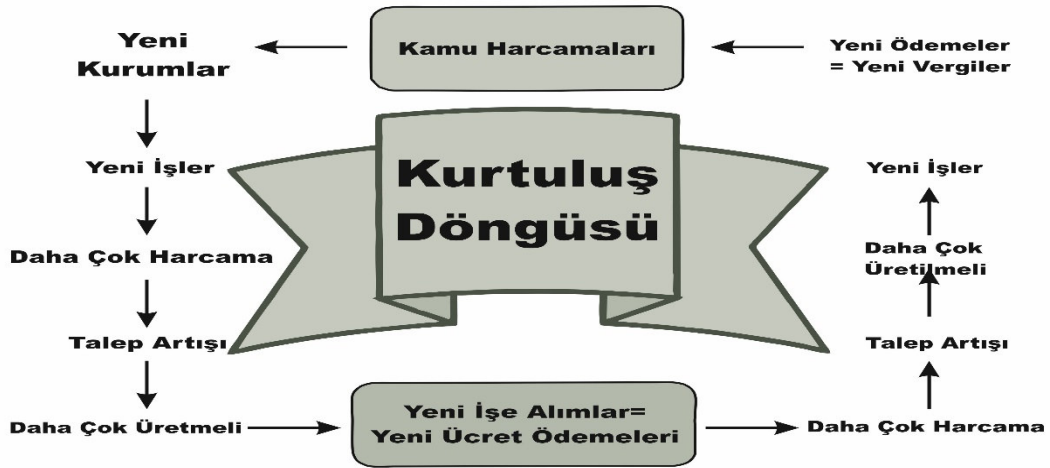 Yeni
Kurumlar
Kamu Harcamaları
Yeni Ödemeler
= Yeni Vergiler
Yeni İşler
Kurtuluş
Döngüsü
Yeni İşler
Daha Çok Harcama
Daha Çok
Üretilmeli
Talep Artışı
Talep Artışı
Daha Çok Üretmeli
Yeni İşe Alımlar=
Yeni Ücret Ödemeleri
Daha Çok Harcama